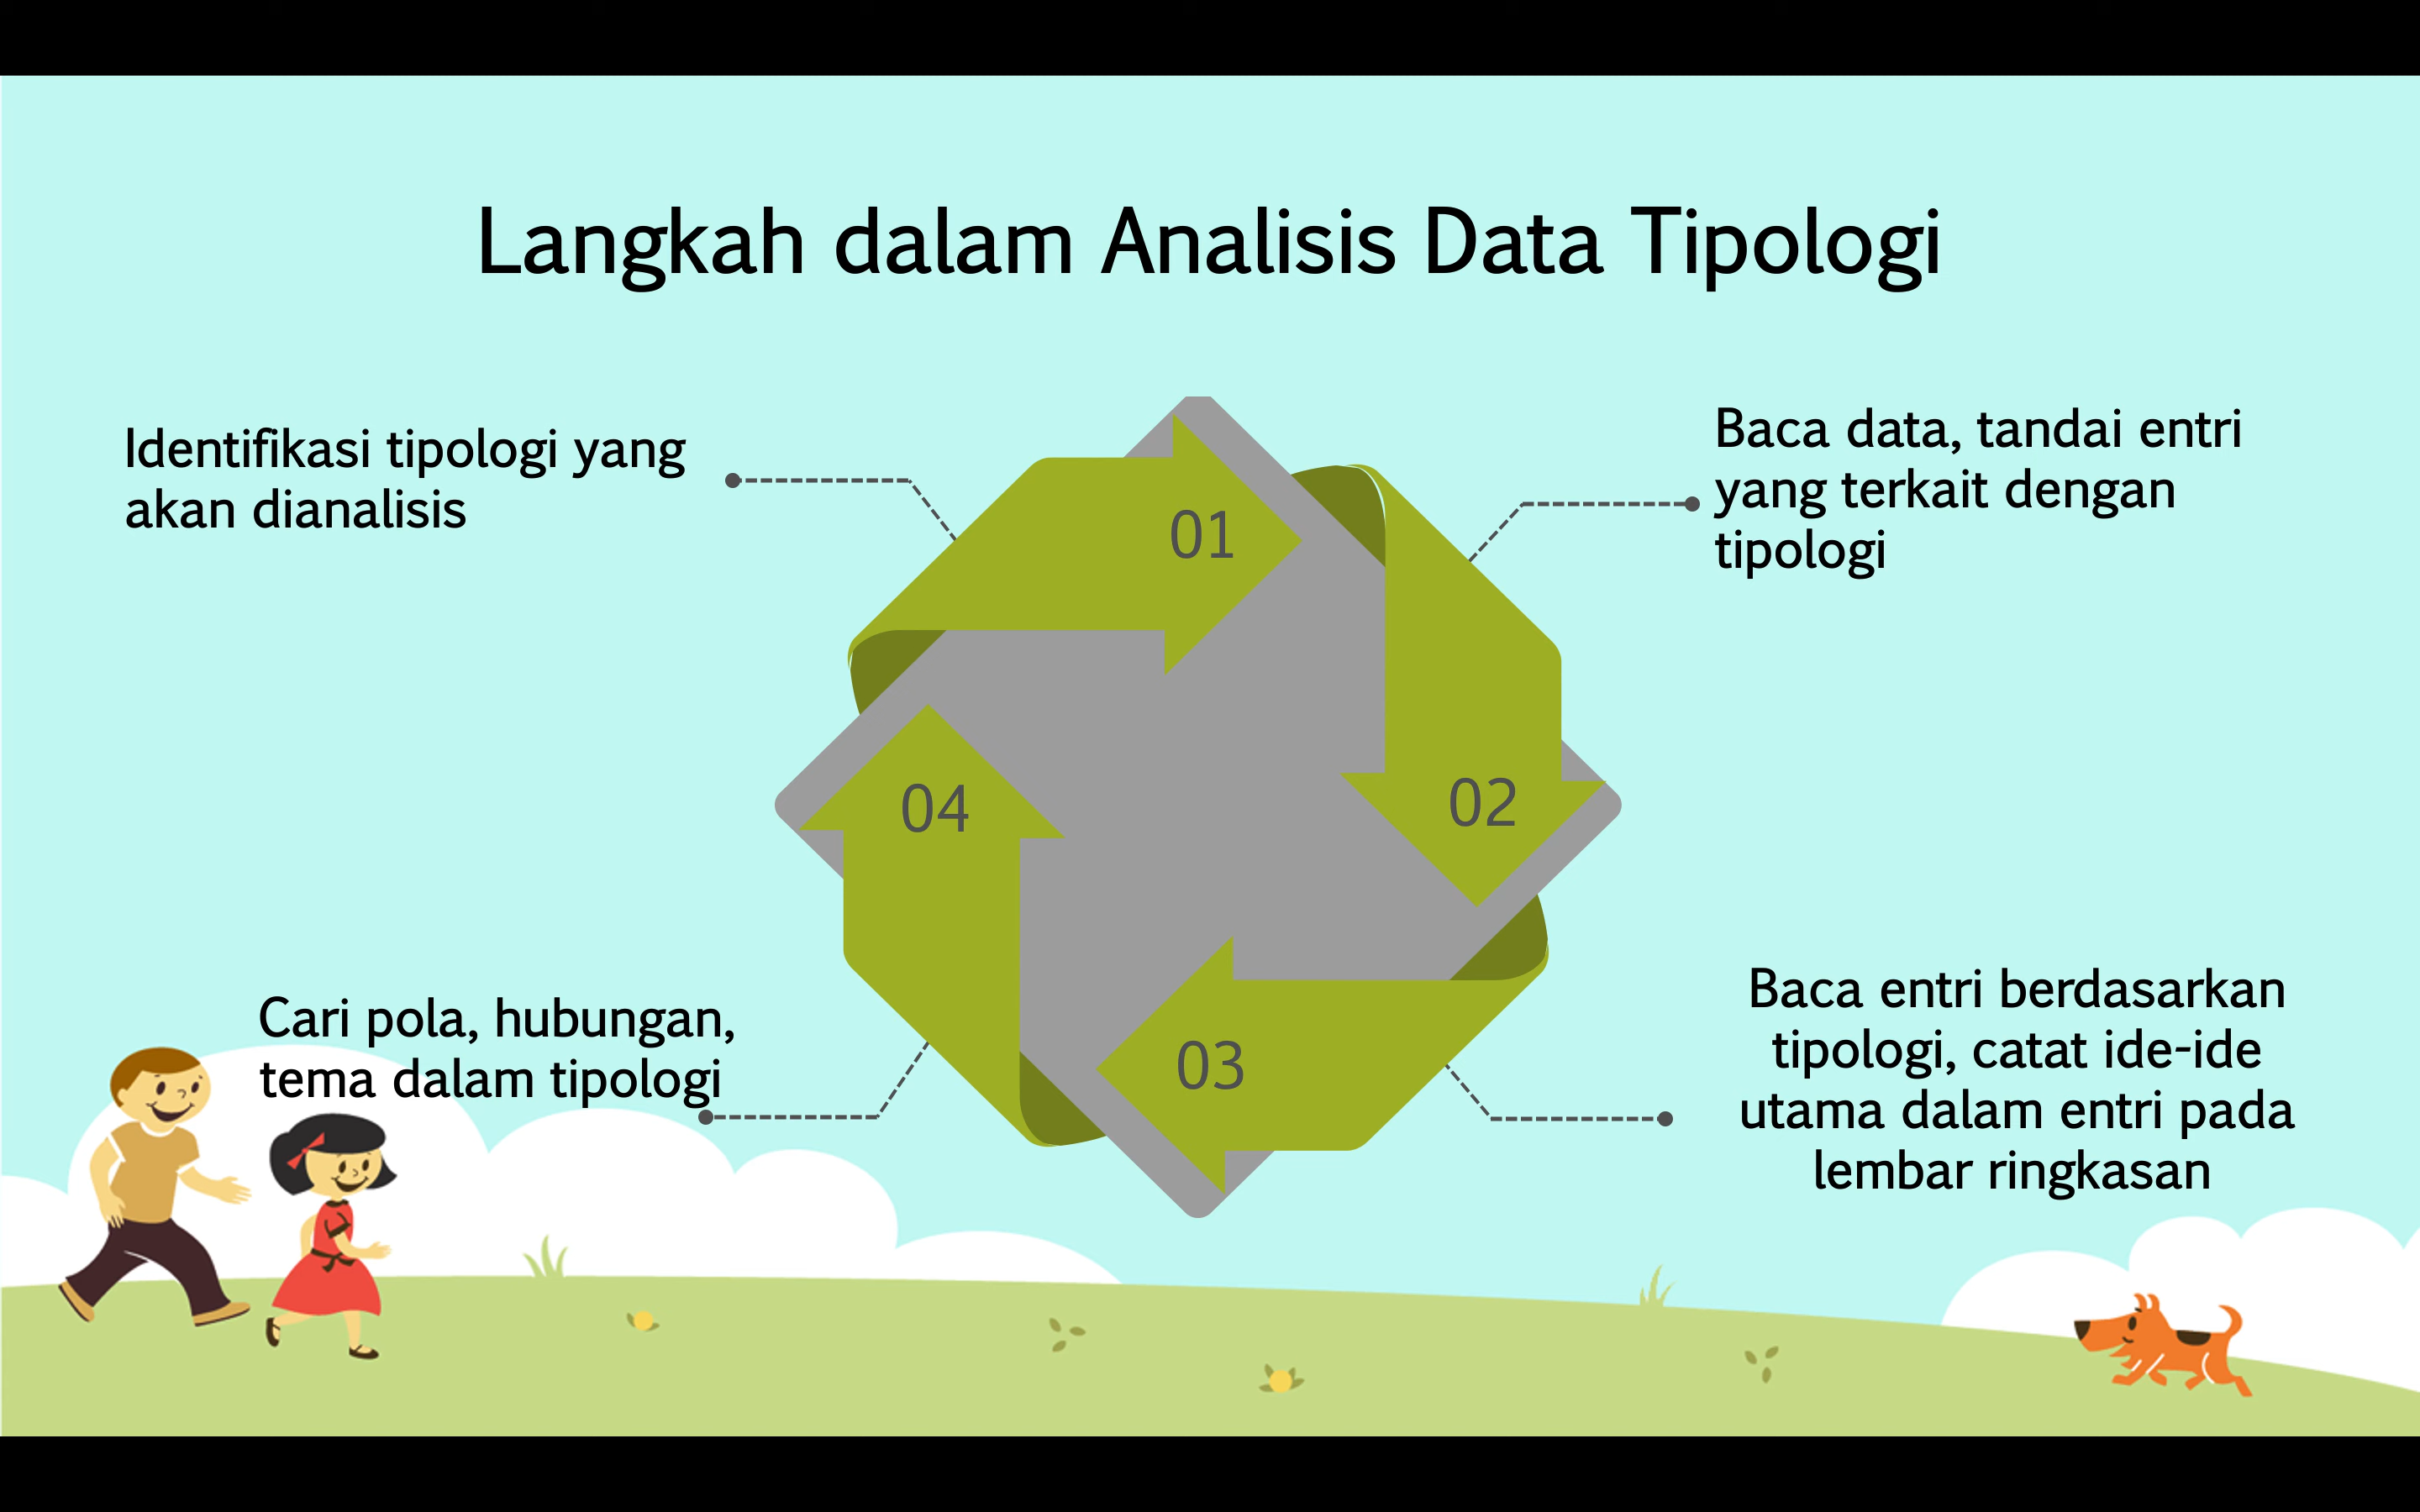 Langkah dalam Analisis Data Tipologi
Identifikasi tipologi yang
akan dianalisis
01
Baca data, tandai entri
yang terkait dengan
tipologi
02
Baca entri berdasarkan
tipologi, catat ide-ide
utama dalam entri pada
lembar ringkasan
03
Cari pola, hubungan,
tema dalam tipologi
04